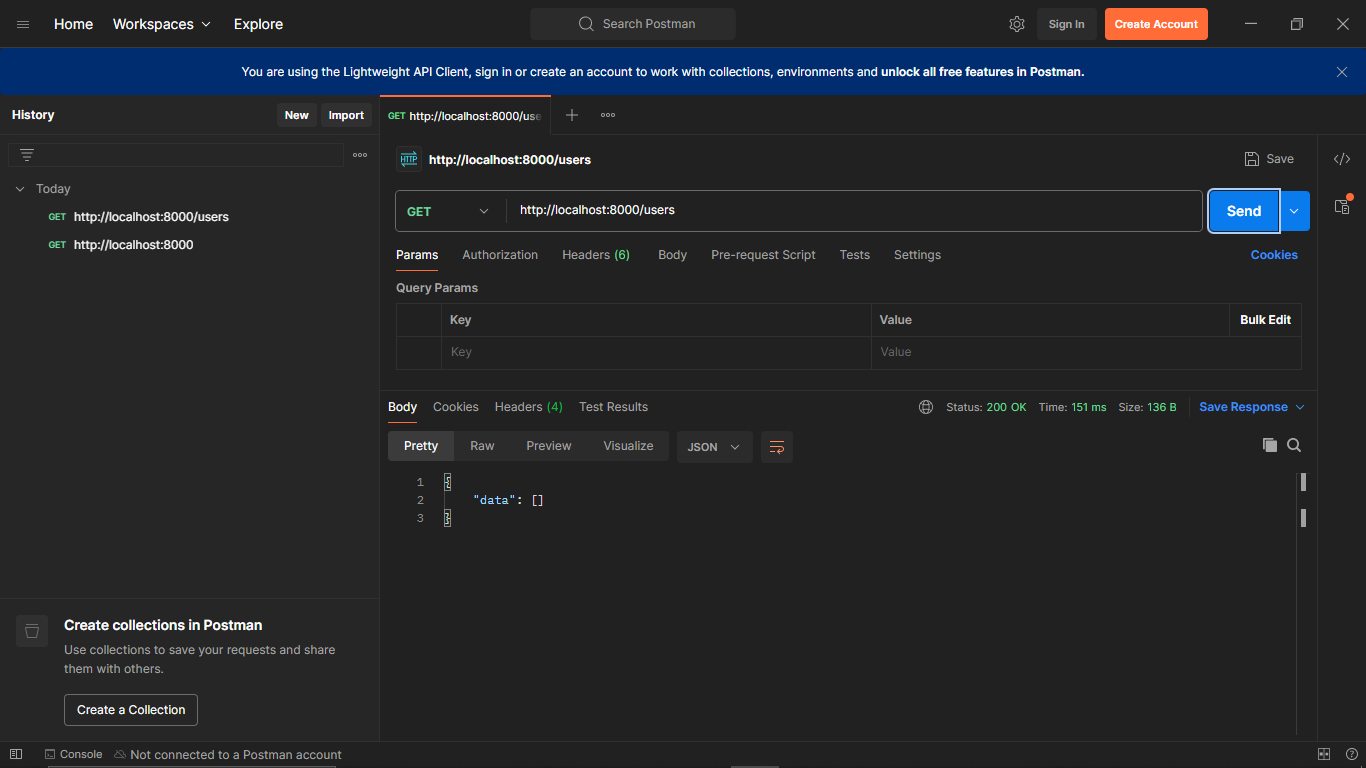 Home Workspaces Explore Search Postman Sign In Create Account
You are using the Lightweight API Client, sign in or create an account to work with collections, environments and unlock all free features in Postman.
History New Import
GET http://localhost:8000/use
HTTP http://localhost:8000/users Save
Today
GET http://localhost:8000/users
GET http://localhost:8000
GET http://localhost:8000/users Send
Params Authorization Headers (6) Body Pre-request Script Tests Settings Cookies
Query Params
Key Value Bulk Edit
Key Value
Body Cookies Headers (4) Test Results Status: 200 OK Time: 151 ms Size: 136 B Save Response
Pretty Raw Preview Visualize JSON
1 {
2 "data": []
3 }
Create collections in Postman
Use collections to save your requests and share
them with others.
Create a Collection
Console Not connected to a Postman account